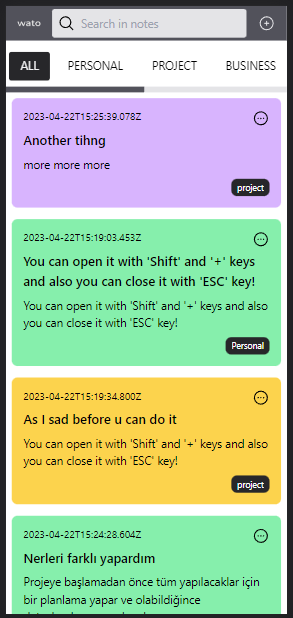 wato
Search in notes
ALL PERSONAL PROJECT BUSINESS
2023-04-22T15:25:39.078Z
Another tihng
more more more
project
2023-04-22T15:19:03.453Z
You can open it with 'Shift' and '+' keys
and also you can close it with 'ESC' key!
You can open it with 'Shift' and '+' keys and also
you can close it with 'ESC' key!
Personal
2023-04-22T15:19:34.800Z
As I sad before u can do it
You can open it with 'Shift' and '+' keys and also
you can close it with 'ESC' key!
project
2023-04-22T15:24:28.604Z
Nerleri farklı yapardım
Projeye başlamadan önce tüm yapılacaklar için
bir planlama yapar ve olabildiğince